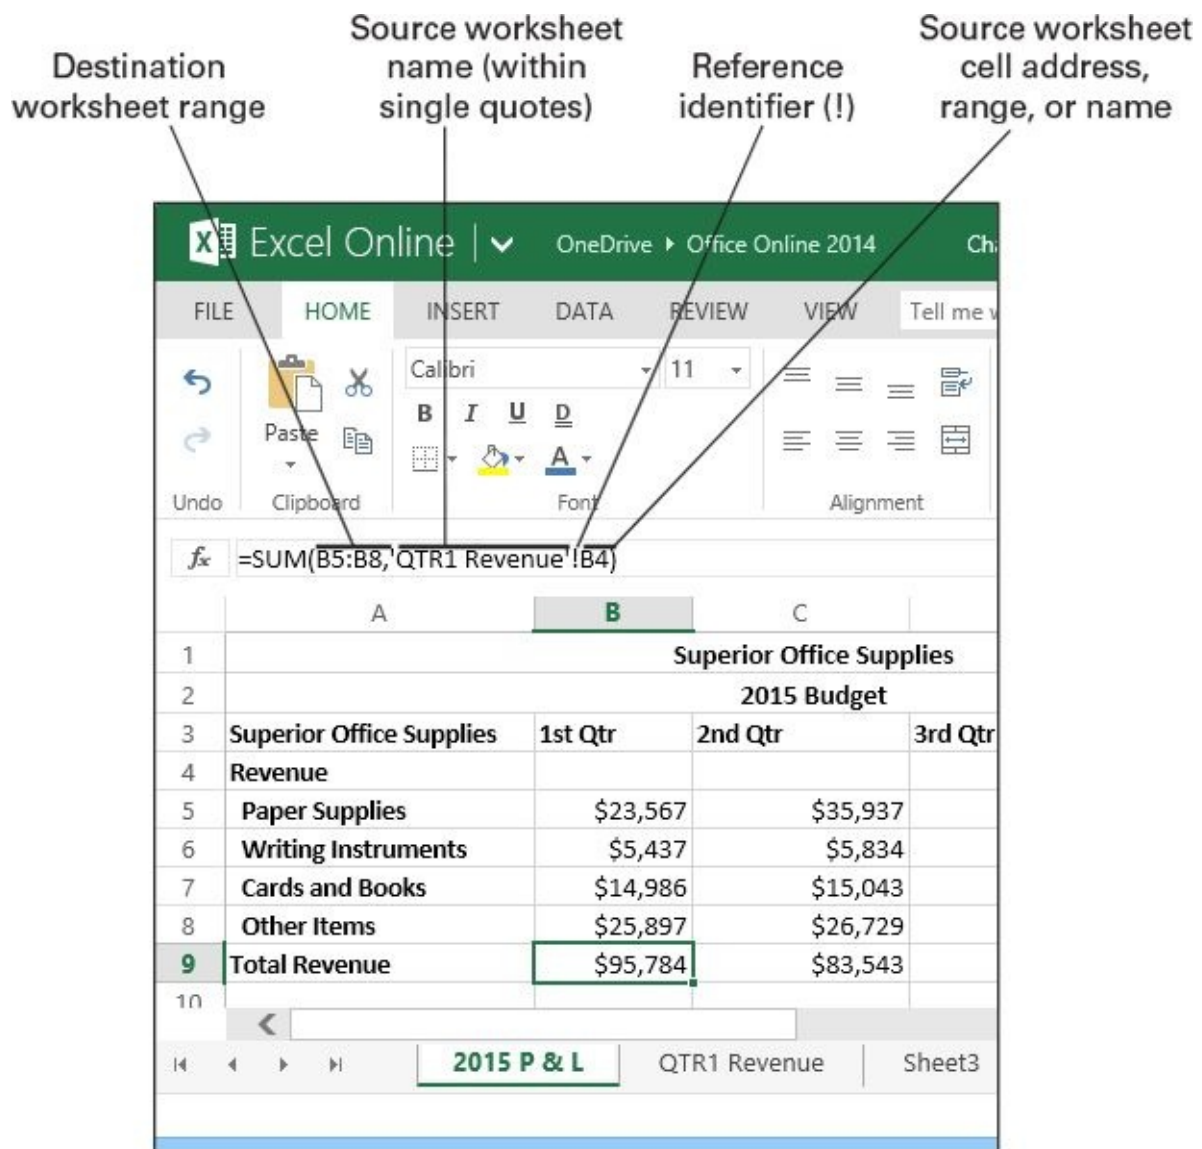 Source worksheet name (within single quotes)
Source worksheet cell address, range, or name
Destination worksheet range
Reference identifier (!)
Excel Online OneDrive Office Online 2014
FILE HOME INSERT DATA REVIEW VIEW Tell me
Calibri 11
B I U D
Paste
A
Undo Clipboard Font Alignment
fx =SUM(B5:B8,'QTR1 Revenue'!B4)
A B C
1 Superior Office Supplies
2 2015 Budget
3 Superior Office Supplies 1st Qtr 2nd Qtr 3rd Qtr
4 Revenue
5 Paper Supplies $23,567 $35,937
6 Writing Instruments $5,437 $5,834
7 Cards and Books $14,986 $15,043
8 Other Items $25,897 $26,729
9 Total Revenue $95,784 $83,543
10
2015 P & L QTR1 Revenue Sheet3